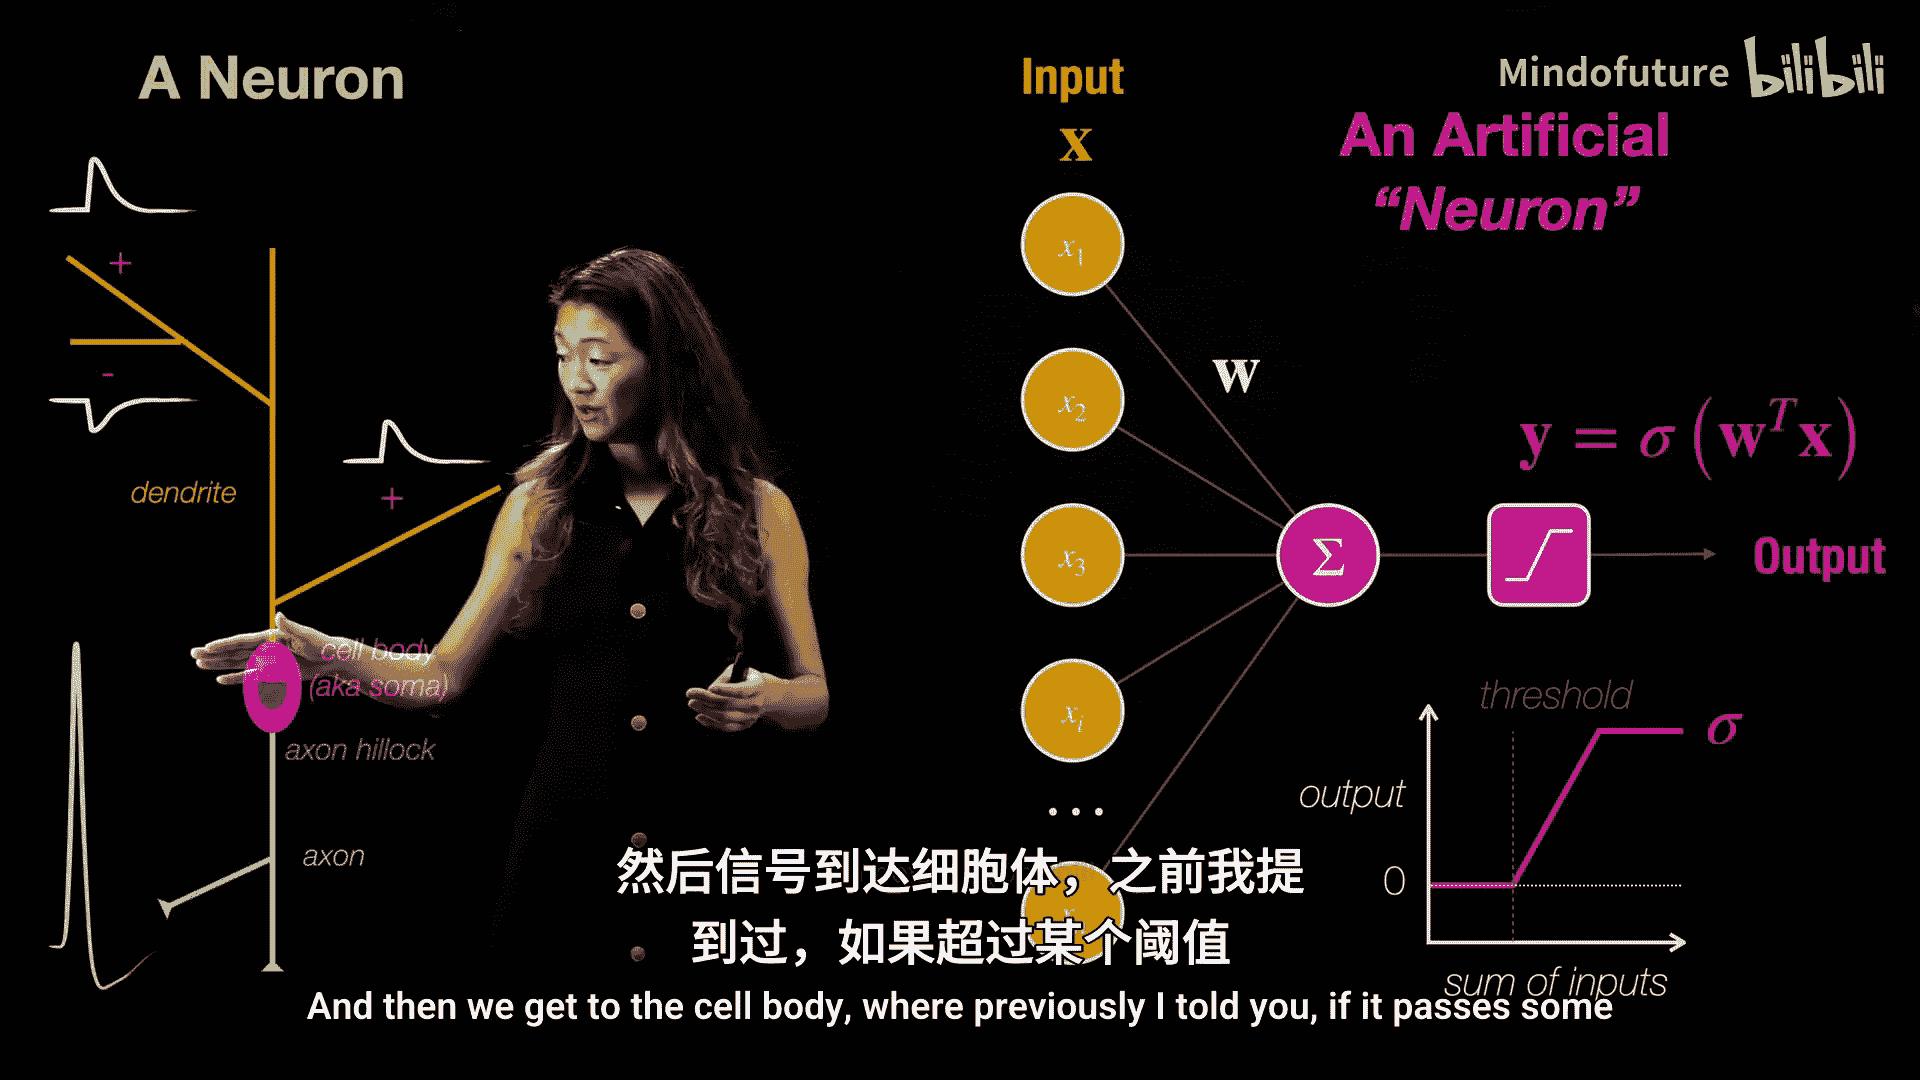 A Neuron
+
-
dendrite
+
cell body
(aka soma)
axon hillock
axon
Input
x
x1
x2
x3
xi
...
w
Σ
Mindofuture bilibili
An Artificial
“Neuron”
y = σ (wᵀx)
Output
threshold
σ
output
0
sum of inputs
然后信号到达细胞体，之前我提
到过，如果超过某个阈值
And then we get to the cell body, where previously I told you, if it passes some